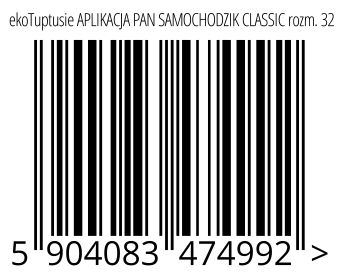 ekoTuptusie APLIKACJA PAN SAMOCHODZIK CLASSIC rozm. 32
5 904083 474992 >